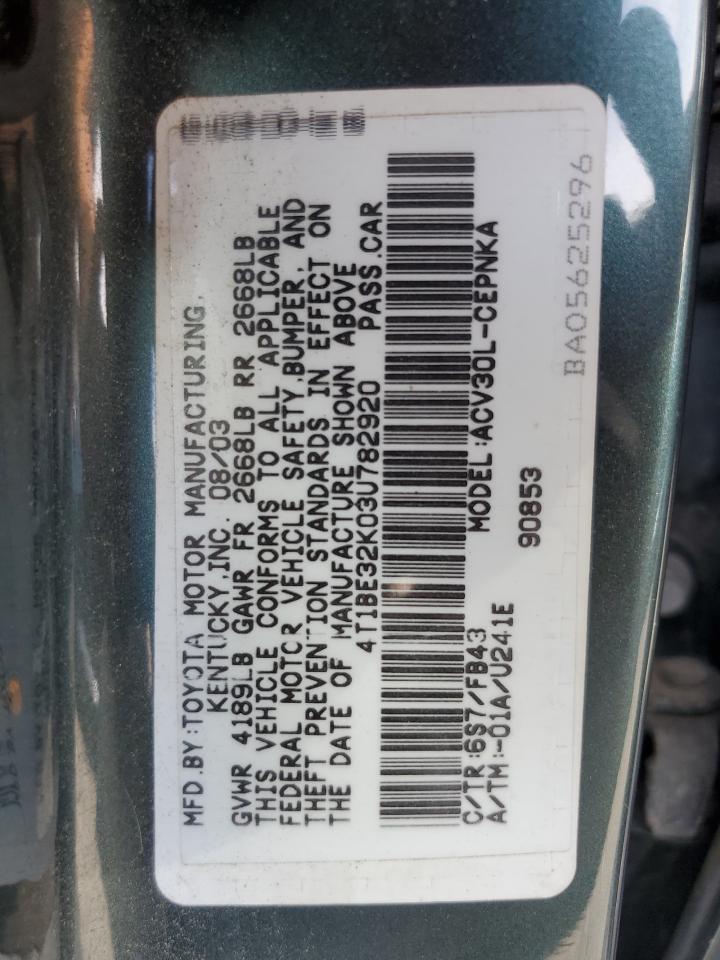 MFD.BY:TOYOTA MOTOR MANUFACTURING,
KENTUCKY,INC. 08/03
GVWR 4189LB GAWR FR 2668LB RR 2668LB
THIS VEHICLE CONFORMS TO ALL APPLICABLE
FEDERAL MOTOR VEHICLE SAFETY,BUMPER, AND
THEFT PREVENTION STANDARDS IN EFFECT ON
THE DATE OF MANUFACTURE SHOWN ABOVE
4T1BE32K03U782920 PASS.CAR
C/TR:6S7/FB43 MODEL:ACV30L-CEPNKA
A/TM:-01A/U241E
90853
BA05625296